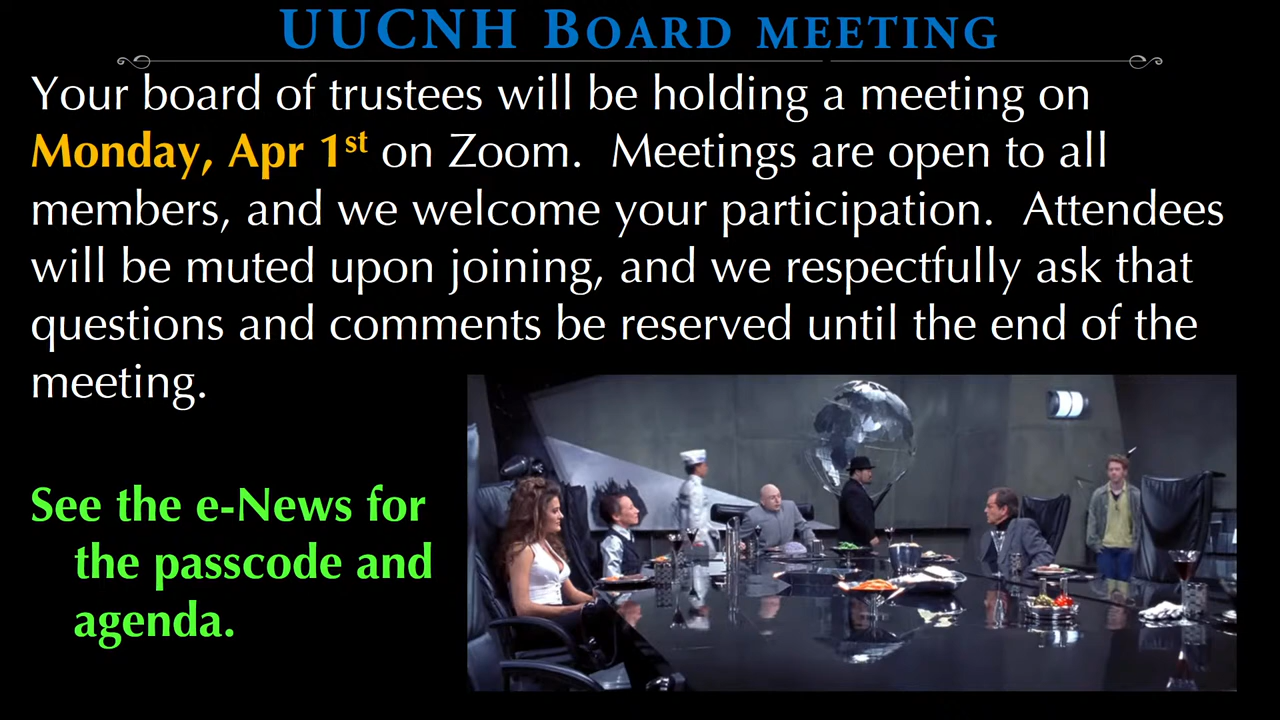 UUCNH BOARD MEETING
Your board of trustees will be holding a meeting on
Monday, Apr 1st on Zoom. Meetings are open to all
members, and we welcome your participation. Attendees
will be muted upon joining, and we respectfully ask that
questions and comments be reserved until the end of the
meeting.
See the e-News for
the passcode and
agenda.